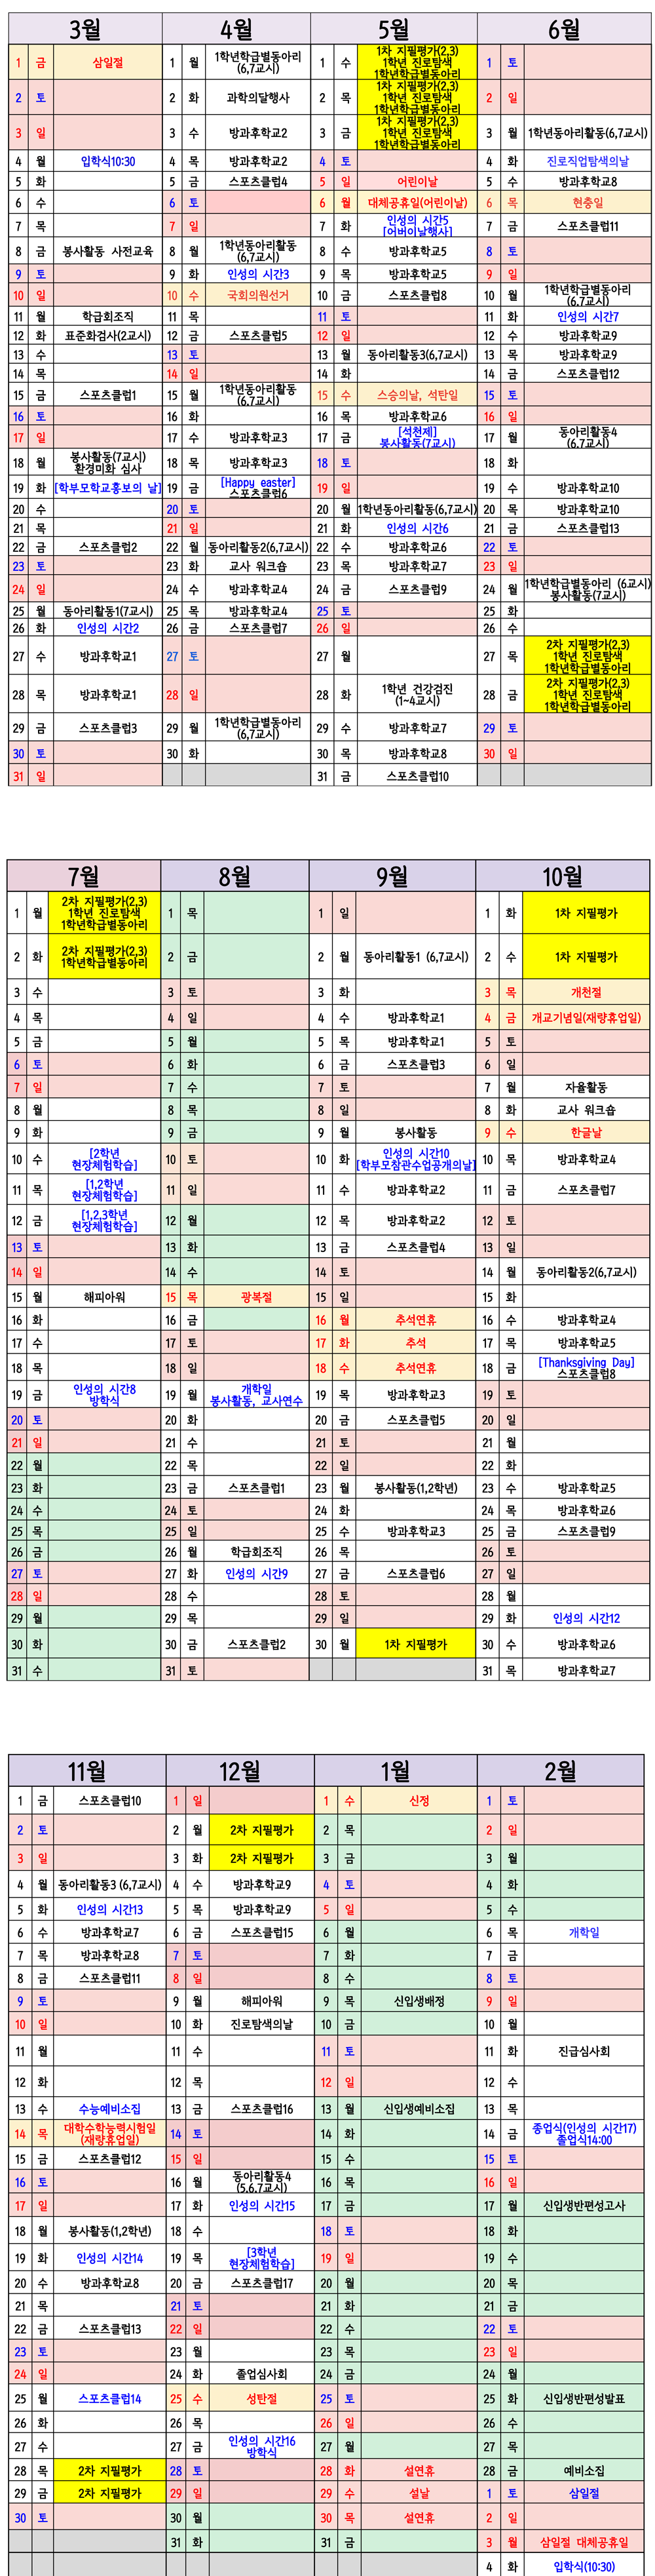 3월 4월 5월 6월
1 금 삼일절 1 월 1학년학급별동아리 (6,7교시) 1 수 1차 지필평가(2,3) 1학년 진로탐색 1학년학급별동아리 1 토
2 토 2 화 과학의달행사 2 목 1차 지필평가(2,3) 1학년 진로탐색 1학년학급별동아리 2 일
3 일 3 수 방과후학교2 3 금 1차 지필평가(2,3) 1학년 진로탐색 1학년학급별동아리 3 월 1학년동아리활동(6,7교시)
4 월 입학식10:30 4 목 방과후학교2 4 토 4 화 진로직업탐색의날
5 화 5 금 스포츠클럽4 5 일 어린이날 5 수 방과후학교8
6 수 6 토 6 월 대체공휴일(어린이날) 6 목 현충일
7 목 7 일 7 화 인성의 시간5 [어버이날행사] 7 금 스포츠클럽11
8 금 봉사활동 사전교육 8 월 1학년동아리활동 (6,7교시) 8 수 방과후학교5 8 토
9 토 9 화 인성의 시간3 9 목 방과후학교5 9 일
10 일 10 수 국회의원선거 10 금 스포츠클럽8 10 월 1학년학급별동아리 (6,7교시)
11 월 학급회조직 11 목 11 토 11 화 인성의 시간7
12 화 표준화검사(2교시) 12 금 스포츠클럽5 12 일 12 수 방과후학교9
13 수 13 토 13 월 동아리활동3(6,7교시) 13 목 방과후학교9
14 목 14 일 14 화 14 금 스포츠클럽12
15 금 스포츠클럽1 15 월 1학년동아리활동 (6,7교시) 15 수 스승의날, 석탄일 15 토
16 토 16 화 16 목 방과후학교6 16 일
17 일 17 수 방과후학교3 17 금 [석천제] 봉사활동(7교시) 17 월 동아리활동4 (6,7교시)
18 월 봉사활동(7교시) 환경미화 심사 18 목 방과후학교3 18 토 18 화
19 화 [학부모학교홍보의 날] 19 금 [Happy easter] 스포츠클럽6 19 일 19 수 방과후학교10
20 수 20 토 20 월 1학년동아리활동(6,7교시) 20 목 방과후학교10
21 목 21 일 21 화 인성의 시간6 21 금 스포츠클럽13
22 금 스포츠클럽2 22 월 동아리활동2(6,7교시) 22 수 방과후학교6 22 토
23 토 23 화 교사 워크숍 23 목 방과후학교7 23 일
24 일 24 수 방과후학교4 24 금 스포츠클럽9 24 월 1학년학급별동아리 (6교시) 봉사활동(7교시)
25 월 동아리활동1(7교시) 25 목 방과후학교4 25 토 25 화
26 화 인성의 시간2 26 금 스포츠클럽7 26 일 26 수
27 수 방과후학교1 27 토 27 월 27 목 2차 지필평가(2,3) 1학년 진로탐색 1학년학급별동아리
28 목 방과후학교1 28 일 28 화 1학년 건강검진 (1~4교시) 28 금 2차 지필평가(2,3) 1학년 진로탐색 1학년학급별동아리
29 금 스포츠클럽3 29 월 1학년학급별동아리 (6,7교시) 29 수 방과후학교7 29 토
30 토 30 화 30 목 방과후학교8 30 일
31 일 31 금 스포츠클럽10
7월 8월 9월 10월
1 월 2차 지필평가(2,3) 1학년 진로탐색 1학년학급별동아리 1 목 1 일 1 화 1차 지필평가
2 화 2차 지필평가(2,3) 1학년학급별동아리 2 금 2 월 동아리활동1 (6,7교시) 2 수 1차 지필평가
3 수 3 토 3 화 3 목 개천절
4 목 4 일 4 수 방과후학교1 4 금 개교기념일(재량휴업일)
5 금 5 월 5 목 방과후학교1 5 토
6 토 6 화 6 금 스포츠클럽3 6 일
7 일 7 수 7 토 7 월 자율활동
8 월 8 목 8 일 8 화 교사 워크숍
9 화 9 금 9 월 봉사활동 9 수 한글날
10 수 [2학년 현장체험학습] 10 토 10 화 인성의 시간10 [학부모참관수업공개의날] 10 목 방과후학교4
11 목 [1,2학년 현장체험학습] 11 일 11 수 방과후학교2 11 금 스포츠클럽7
12 금 [1,2,3학년 현장체험학습] 12 월 12 목 방과후학교2 12 토
13 토 13 화 13 금 스포츠클럽4 13 일
14 일 14 수 14 토 14 월 동아리활동2(6,7교시)
15 월 해피아워 15 목 광복절 15 일 15 화
16 화 16 금 16 월 추석연휴 16 수 방과후학교4
17 수 17 토 17 화 추석 17 목 방과후학교5
18 목 18 일 18 수 추석연휴 18 금 [Thanksgiving Day] 스포츠클럽8
19 금 인성의 시간8 방학식 19 월 개학일 봉사활동, 교사연수 19 목 방과후학교3 19 토
20 토 20 화 20 금 스포츠클럽5 20 일
21 일 21 수 21 토 21 월
22 월 22 목 22 일 22 화
23 화 23 금 스포츠클럽1 23 월 봉사활동(1,2학년) 23 수 방과후학교5
24 수 24 토 24 화 24 목 방과후학교6
25 목 25 일 25 수 방과후학교3 25 금 스포츠클럽9
26 금 26 월 학급회조직 26 목 26 토
27 토 27 화 인성의 시간9 27 금 스포츠클럽6 27 일
28 일 28 수 28 토 28 월
29 월 29 목 29 일 29 화 인성의 시간12
30 화 30 금 스포츠클럽2 30 월 1차 지필평가 30 수 방과후학교6
31 수 31 토 31 목 방과후학교7
11월 12월 1월 2월
1 금 스포츠클럽10 1 일 1 수 신정 1 토
2 토 2 월 2차 지필평가 2 목 2 일
3 일 3 화 2차 지필평가 3 금 3 월
4 월 동아리활동3 (6,7교시) 4 수 방과후학교9 4 토 4 화
5 화 인성의 시간13 5 목 방과후학교9 5 일 5 수
6 수 방과후학교7 6 금 스포츠클럽15 6 월 6 목 개학일
7 목 방과후학교8 7 토 7 화 7 금
8 금 스포츠클럽11 8 일 8 수 8 토
9 토 9 월 해피아워 9 목 신입생배정 9 일
10 일 10 화 진로탐색의날 10 금 10 월
11 월 11 수 11 토 11 화 진급심사회
12 화 12 목 12 일 12 수
13 수 수능예비소집 13 금 스포츠클럽16 13 월 신입생예비소집 13 목
14 목 대학수학능력시험일 (재량휴업일) 14 토 14 화 14 금 종업식(인성의 시간17) 졸업식14:00
15 금 스포츠클럽12 15 일 15 수 15 토
16 토 16 월 동아리활동4 (5,6,7교시) 16 목 16 일
17 일 17 화 인성의 시간15 17 금 17 월 신입생반편성고사
18 월 봉사활동(1,2학년) 18 수 18 토 18 화
19 화 인성의 시간14 19 목 [3학년 현장체험학습] 19 일 19 수
20 수 방과후학교8 20 금 스포츠클럽17 20 월 20 목
21 목 21 토 21 화 21 금
22 금 스포츠클럽13 22 일 22 수 22 토
23 토 23 월 23 목 23 일
24 일 24 화 졸업심사회 24 금 24 월
25 월 스포츠클럽14 25 수 성탄절 25 토 25 화 신입생반편성발표
26 화 26 목 26 일 26 수
27 수 27 금 인성의 시간16 방학식 27 월 27 목
28 목 2차 지필평가 28 토 28 화 설연휴 28 금 예비소집
29 금 2차 지필평가 29 일 29 수 설날 1 토 삼일절
30 토 30 월 30 목 설연휴 2 일
31 화 31 금 3 월 삼일절 대체공휴일
4 화 입학식(10:30)